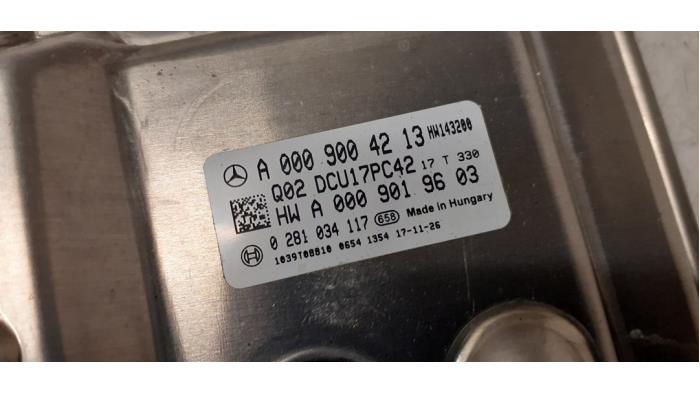 A 000 900 42 13 HW143200
Q02 DCU17PC42 17 T 330
HW A 000 901 96 03
0 281 034 117 658 Made in Hungary
1039T08810 0654 1354 17-11-26